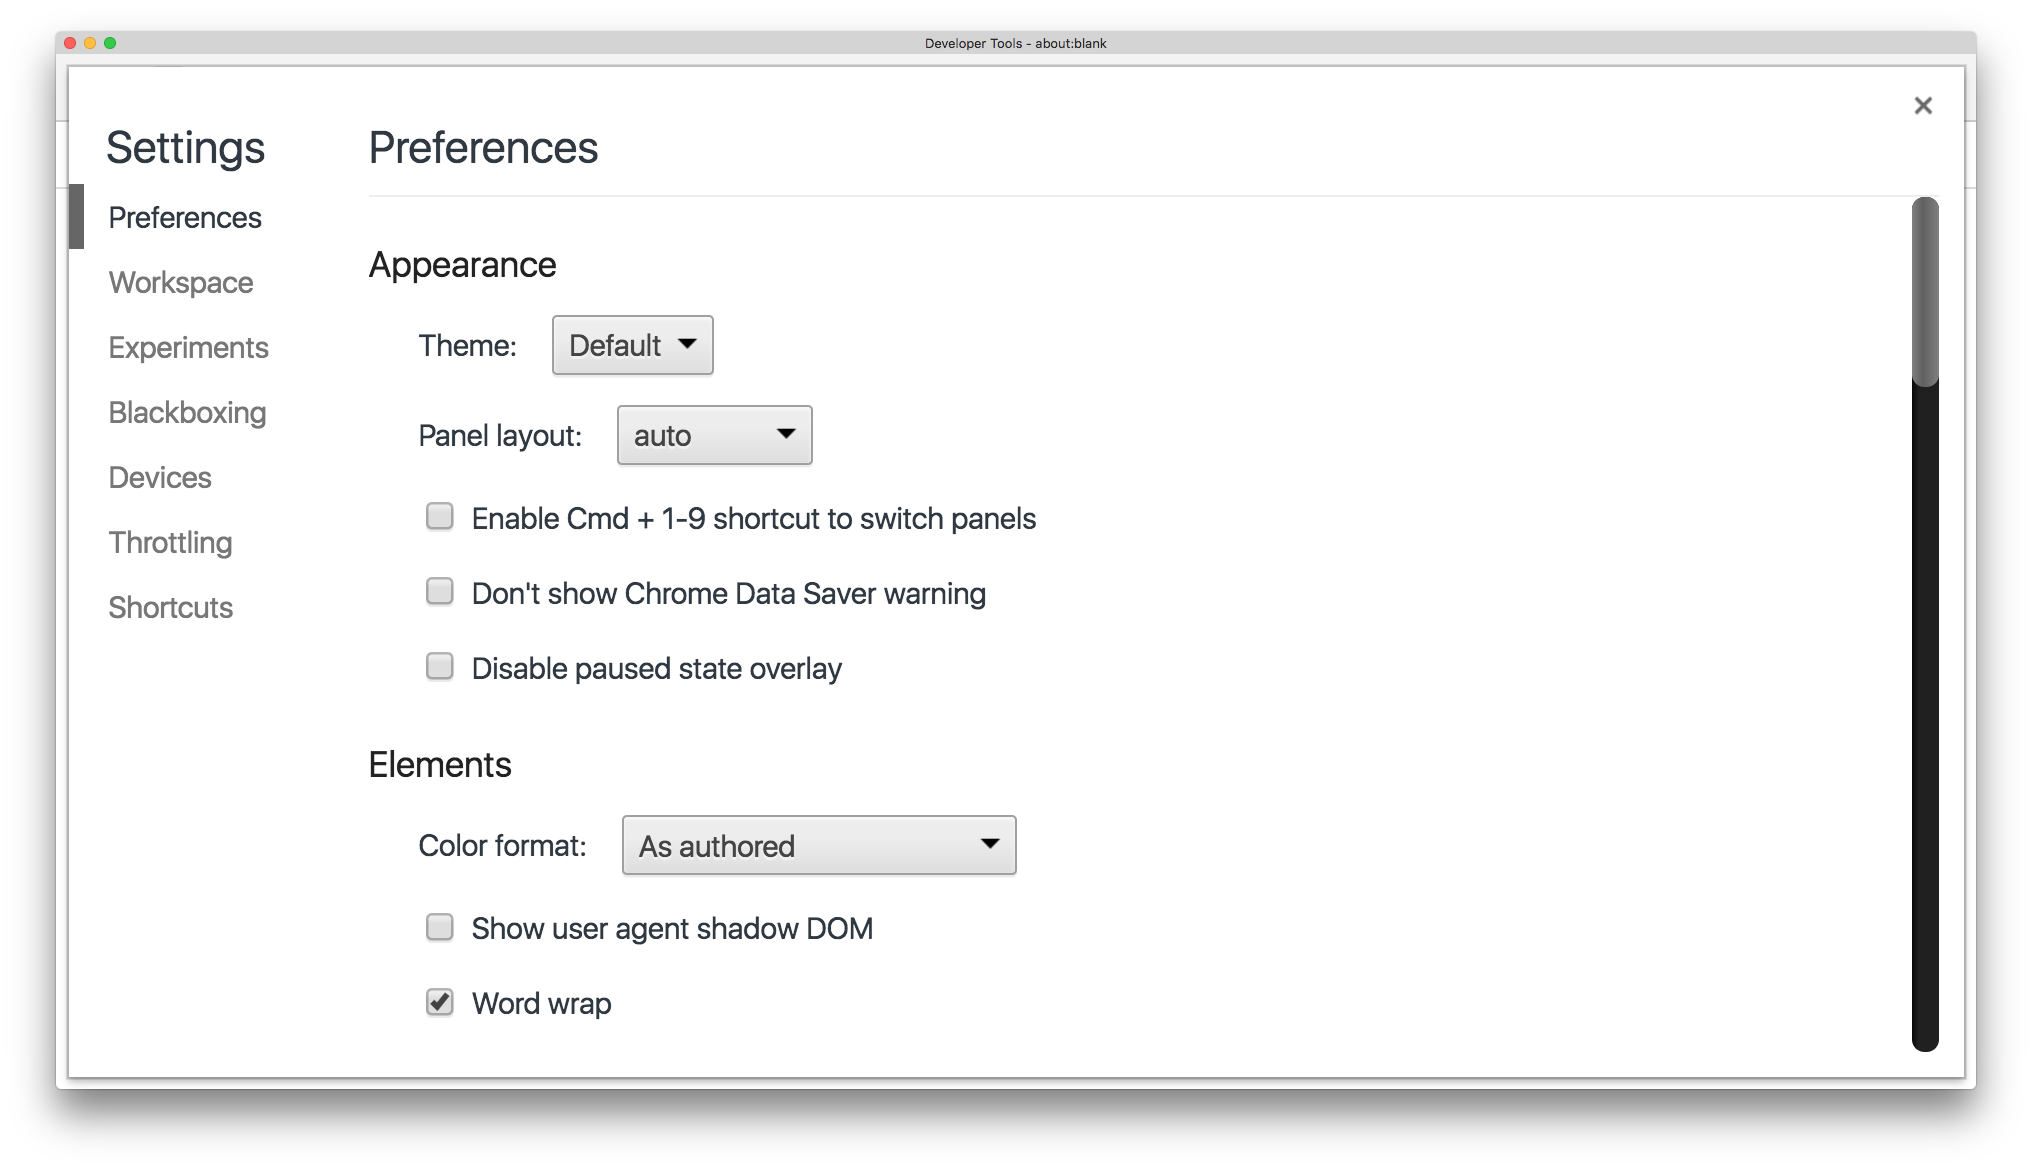 Developer Tools - about:blank
Settings
Preferences
Workspace
Experiments
Blackboxing
Devices
Throttling
Shortcuts
Preferences
Appearance
Theme: Default
Panel layout: auto
Enable Cmd + 1-9 shortcut to switch panels
Don't show Chrome Data Saver warning
Disable paused state overlay
Elements
Color format: As authored
Show user agent shadow DOM
Word wrap